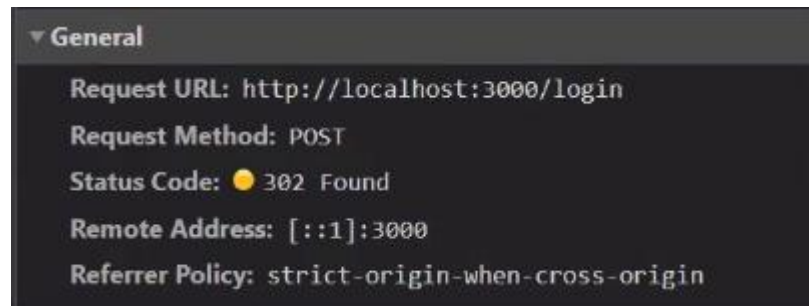 General
Request URL: http://localhost:3000/login
Request Method: POST
Status Code: 302 Found
Remote Address: [::1]:3000
Referrer Policy: strict-origin-when-cross-origin